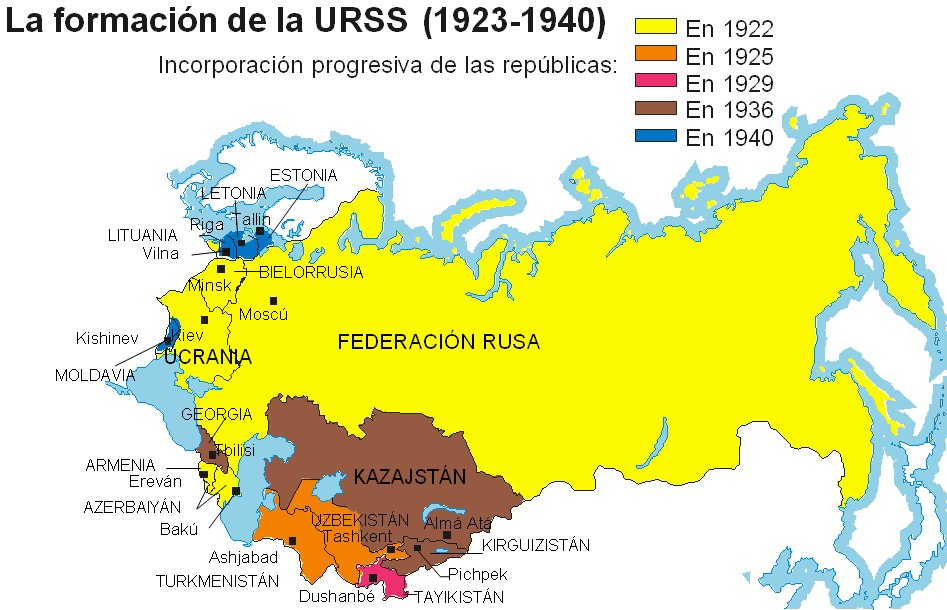 La formación de la URSS (1923-1940)
Incorporación progresiva de las repúblicas:
En 1922
En 1925
En 1929
En 1936
En 1940
ESTONIA
LETONIA
Riga
Tallin
LITUANIA
Vilna
BIELORRUSIA
Minsk
Moscú
Kishinev
Kiev
UCRANIA
FEDERACIÓN RUSA
MOLDAVIA
GEORGIA
Tbilisi
ARMENIA
Ereván
AZERBAIYÁN
Bakú
KAZAJSTÁN
UZBEKISTÁN
Tashkent
Almá Atá
KIRGUIZISTÁN
Ashjabad
TURKMENISTÁN
Pichpek
Dushanbé
TAYIKISTÁN